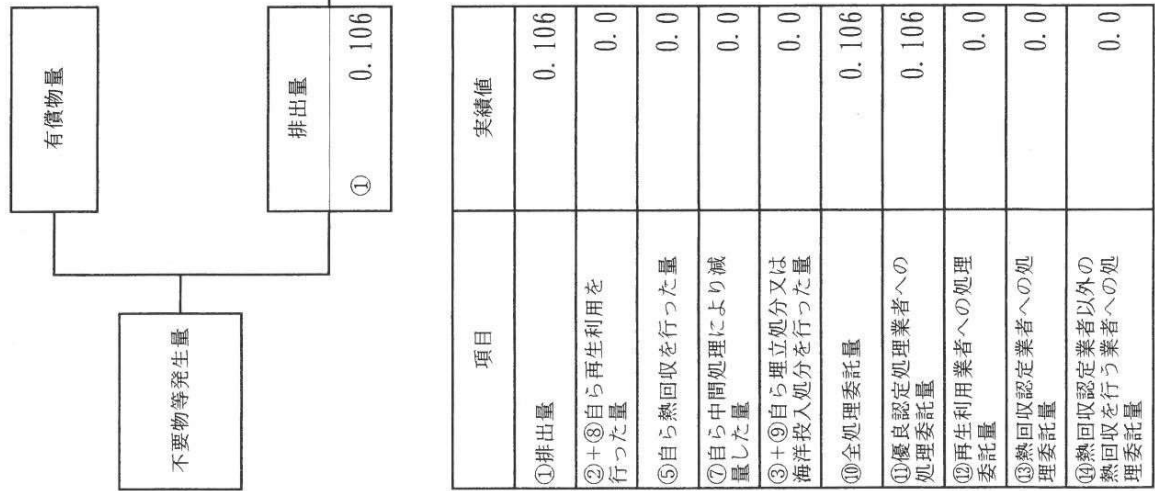 有償物量
不要物等発生量
排出量
① 0.106
項目 実績値
①排出量 0.106
②+⑧自ら再生利用を
行った量 0.0
⑤自ら熱回収を行った量 0.0
⑦自ら中間処理により減
量した量 0.0
③+⑨自ら埋立処分又は
海洋投入処分を行った量 0.0
⑩全処理委託量 0.106
⑪優良認定処理業者への
処理委託量 0.106
⑫再生利用業者への処理
委託量 0.0
⑬熱回収認定業者への処
理委託量 0.0
⑭熱回収認定業者以外の
熱回収を行う業者への処
理委託量 0.0